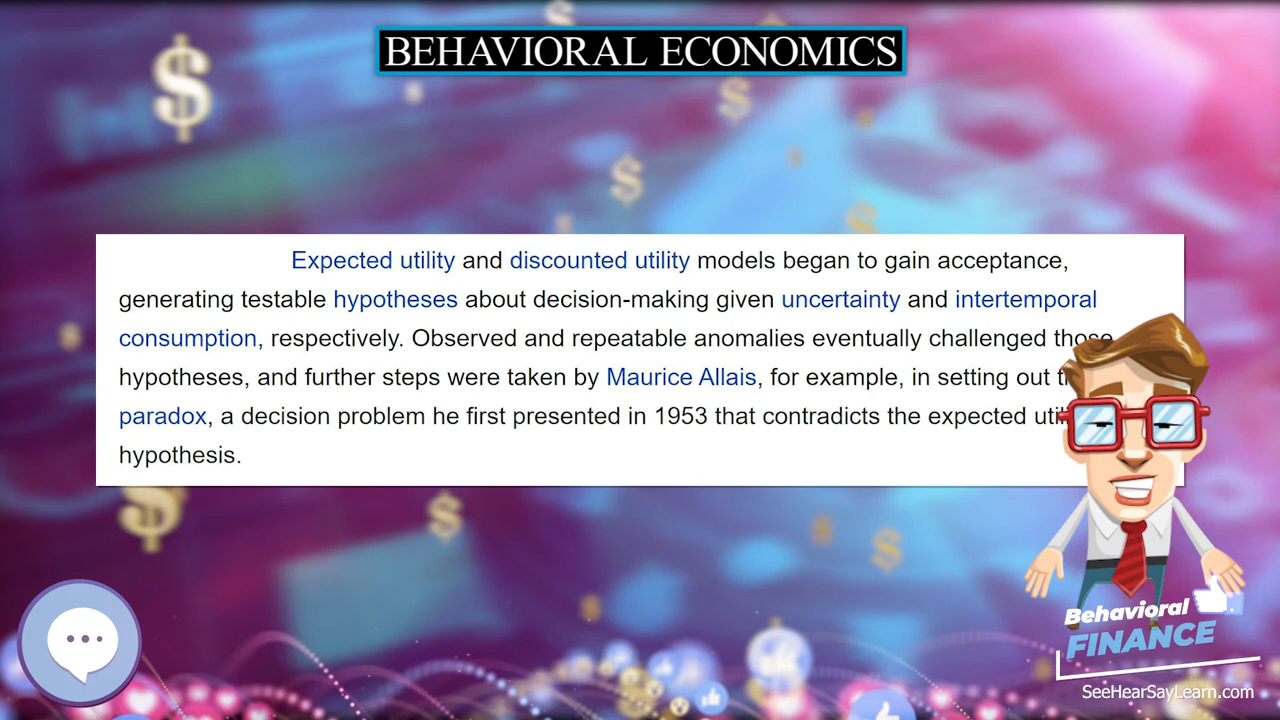 BEHAVIORAL ECONOMICS
Expected utility and discounted utility models began to gain acceptance,
generating testable hypotheses about decision-making given uncertainty and intertemporal
consumption, respectively. Observed and repeatable anomalies eventually challenged those
hypotheses, and further steps were taken by Maurice Allais, for example, in setting out
paradox, a decision problem he first presented in 1953 that contradicts the expected
hypothesis.
Behavioral
FINANCE
SeeHearSayLearn.com